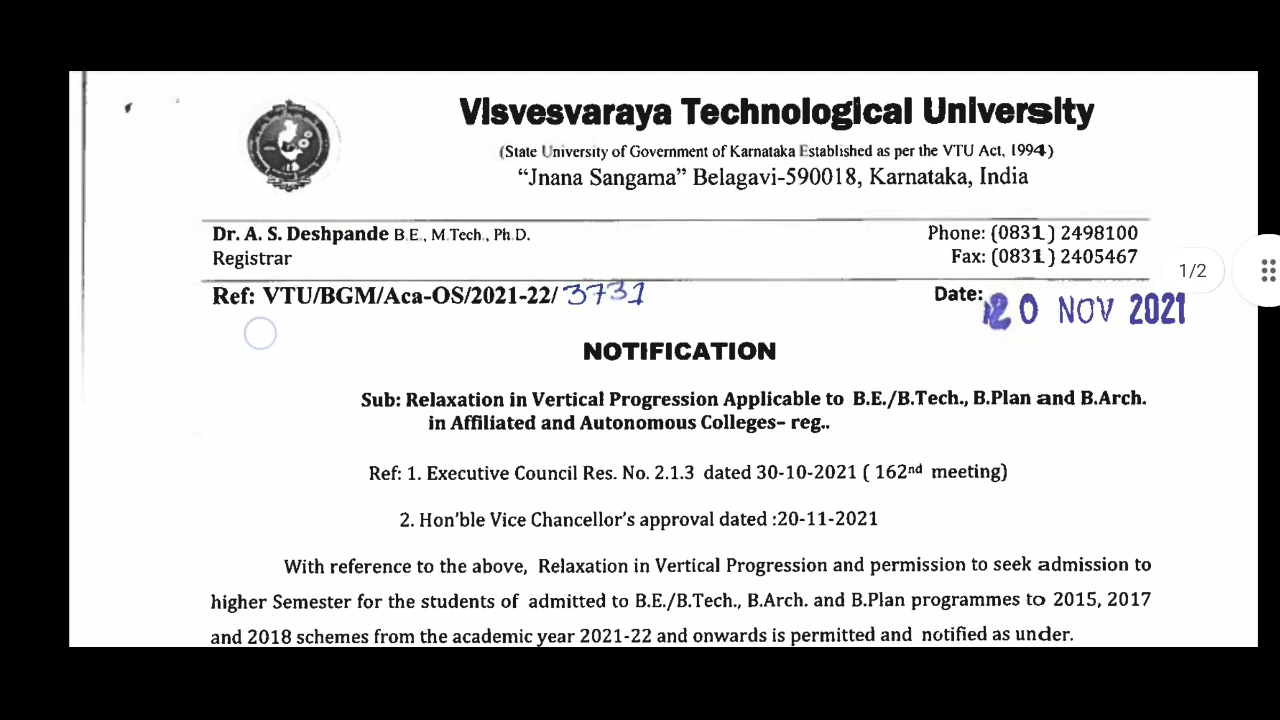 Visvesvaraya Technological University
(State University of Government of Karnataka Established as per the VTU Act, 1994)
“Jnana Sangama” Belagavi-590018, Karnataka, India
Dr. A. S. Deshpande B.E., M.Tech., Ph.D.
Registrar
Phone: (0831) 2498100
Fax: (0831) 2405467
1/2
Ref: VTU/BGM/Aca-OS/2021-22/ 3731
Date: 20 NOV 2021
NOTIFICATION
Sub: Relaxation in Vertical Progression Applicable to B.E./B.Tech., B.Plan and B.Arch.
in Affiliated and Autonomous Colleges– reg..
Ref: 1. Executive Council Res. No. 2.1.3 dated 30-10-2021 ( 162nd meeting)
2. Hon’ble Vice Chancellor’s approval dated :20-11-2021
With reference to the above, Relaxation in Vertical Progression and permission to seek admission to
higher Semester for the students of admitted to B.E./B.Tech., B.Arch. and B.Plan programmes to 2015, 2017
and 2018 schemes from the academic year 2021-22 and onwards is permitted and notified as under.